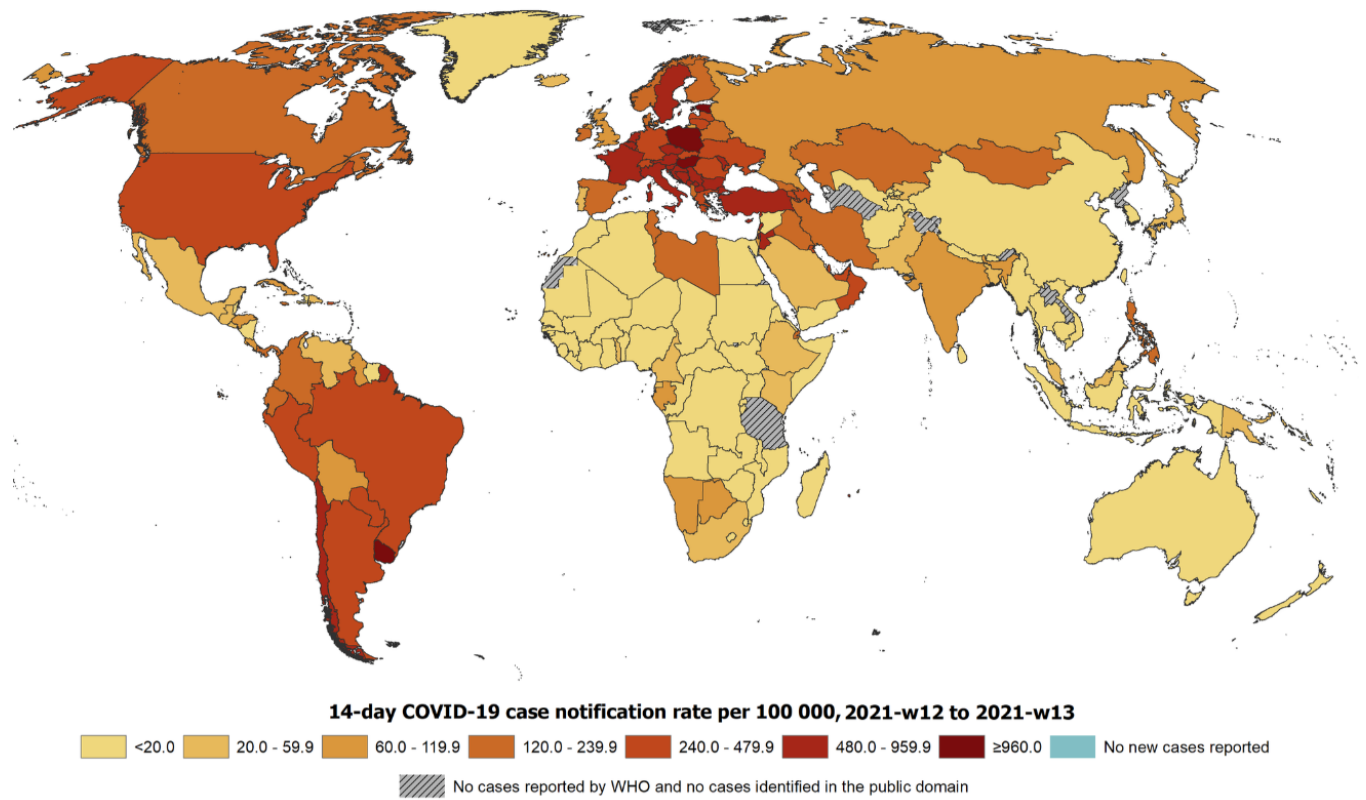 14-day COVID-19 case notification rate per 100 000, 2021-w12 to 2021-w13
<20.0 20.0 - 59.9 60.0 - 119.9 120.0 - 239.9 240.0 - 479.9 480.0 - 959.9 ≥960.0 No new cases reported
No cases reported by WHO and no cases identified in the public domain